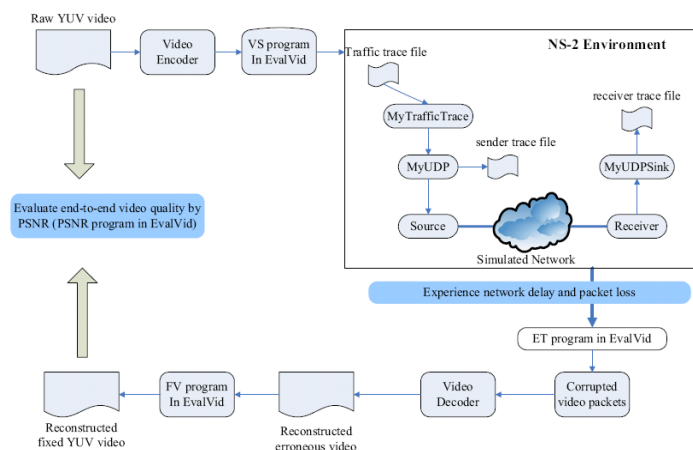 Raw YUV video
Video
Encoder
VS program
In EvalVid
Traffic trace file
NS-2 Environment
MyTrafficTrace
receiver trace file
sender trace file
MyUDP
MyUDPSink
Source
Receiver
Simulated Network
Evaluate end-to-end video quality by
PSNR (PSNR program in EvalVid)
Experience network delay and packet loss
ET program in EvalVid
Corrupted
video packets
Video
Decoder
Reconstructed
erroneous video
FV program
In EvalVid
Reconstructed
fixed YUV video